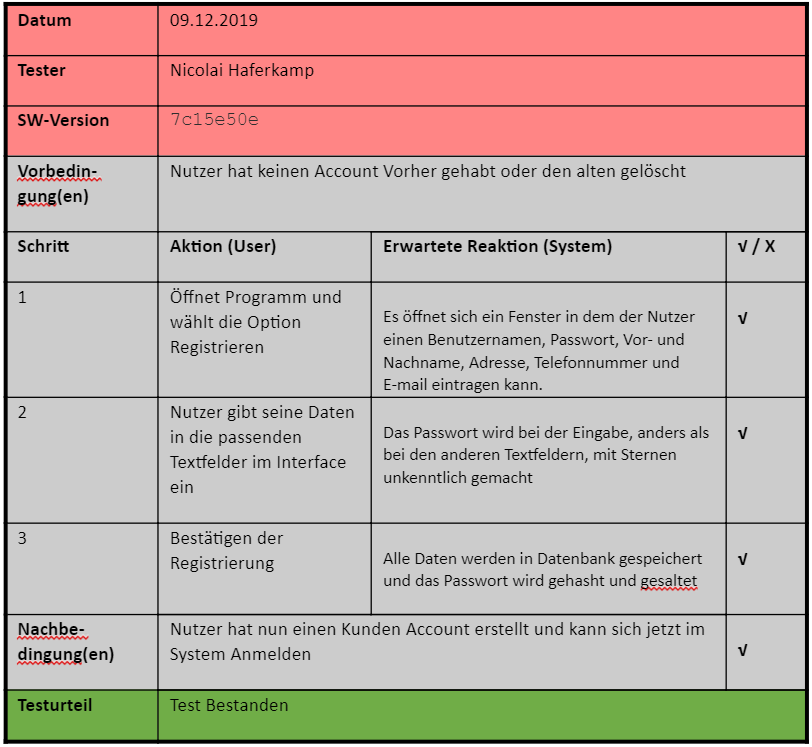 Datum 09.12.2019
Tester Nicolai Haferkamp
SW-Version 7c15e50e
Vorbedin-
gung(en)
Nutzer hat keinen Account Vorher gehabt oder den alten gelöscht
Schritt Aktion (User) Erwartete Reaktion (System) √ / X
1
Öffnet Programm und
wählt die Option
Registrieren
Es öffnet sich ein Fenster in dem der Nutzer
einen Benutzernamen, Passwort, Vor- und
Nachname, Adresse, Telefonnummer und
E-mail eintragen kann.
√
2
Nutzer gibt seine Daten
in die passenden
Textfelder im Interface
ein
Das Passwort wird bei der Eingabe, anders als
bei den anderen Textfeldern, mit Sternen
unkenntlich gemacht
√
3
Bestätigen der
Registrierung
Alle Daten werden in Datenbank gespeichert
und das Passwort wird gehasht und gesaltet
√
Nachbe-
dingung(en)
Nutzer hat nun einen Kunden Account erstellt und kann sich jetzt im
System Anmelden
√
Testurteil Test Bestanden